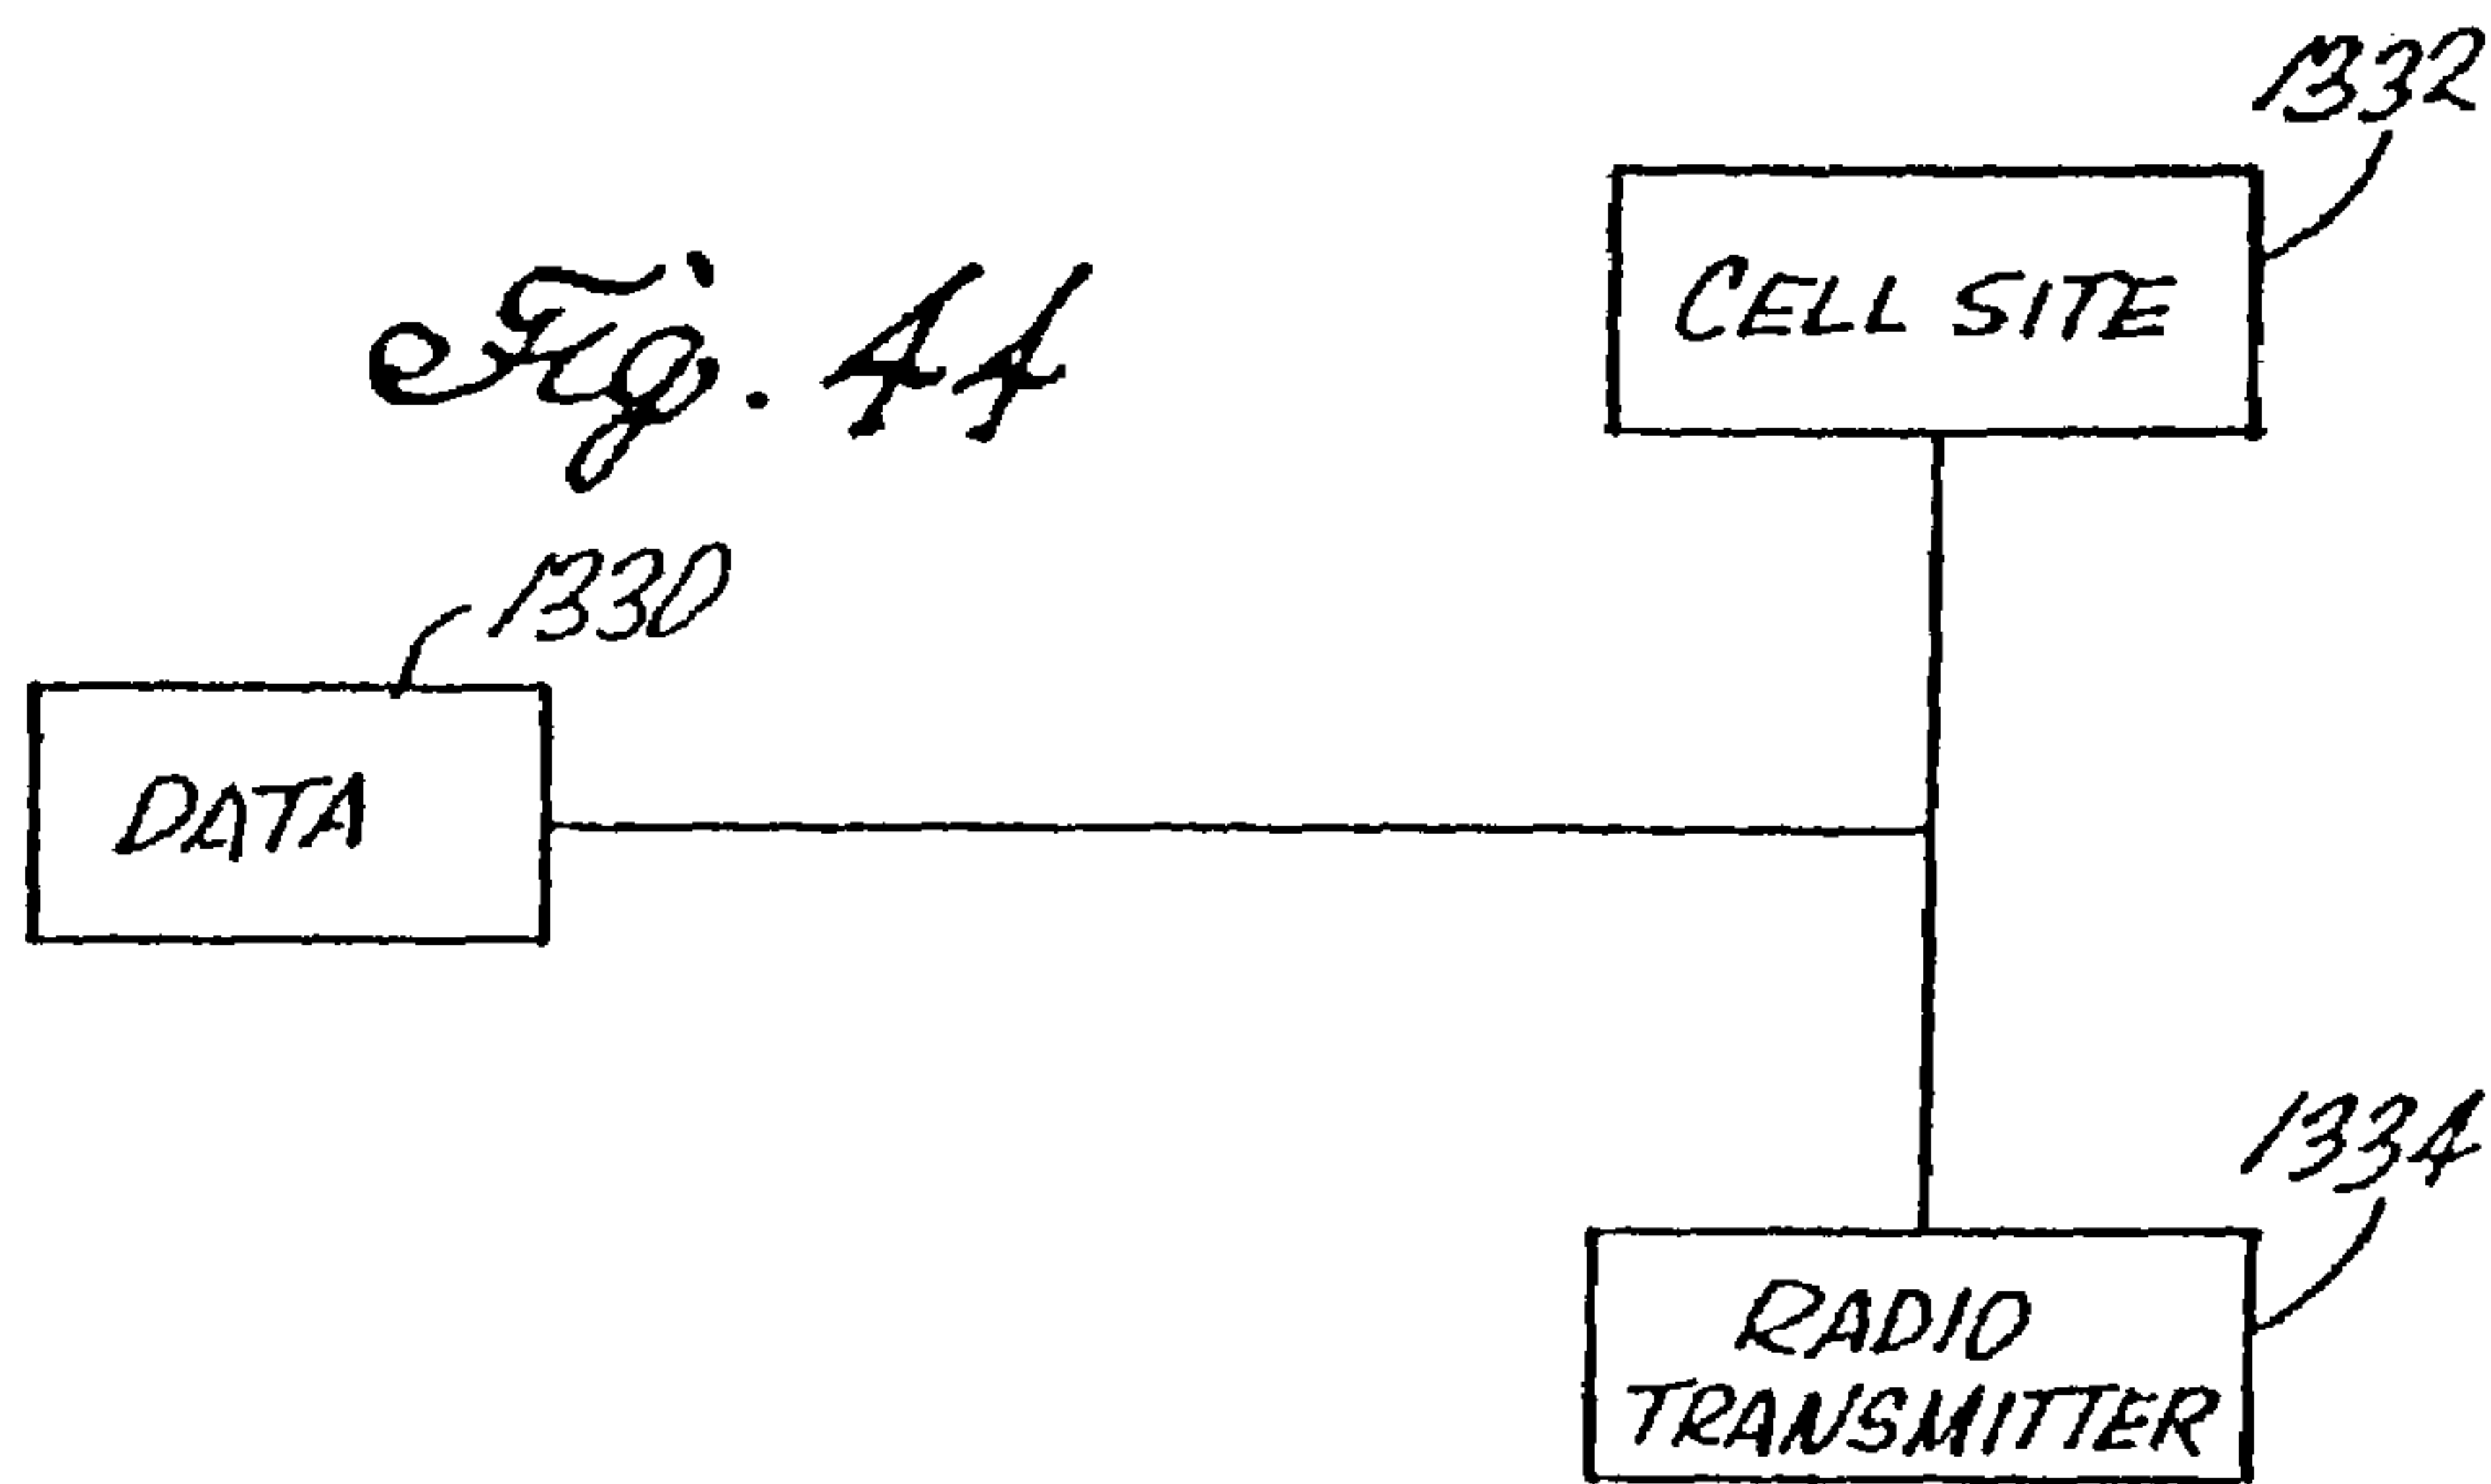 1332
CELL SITE
Fig. 44
1330
DATA
1334
RADIO
TRANSMITTER